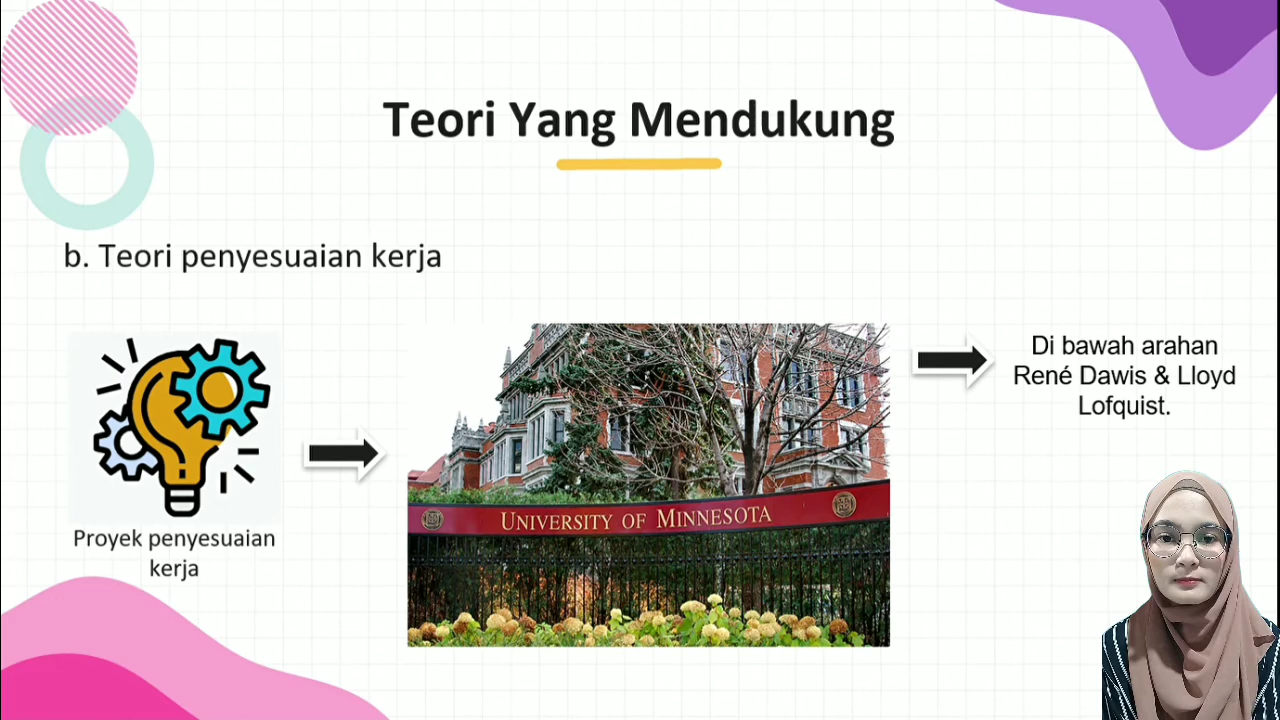 Teori Yang Mendukung
b. Teori penyesuaian kerja
Proyek penyesuaian
kerja
UNIVERSITY OF MINNESOTA
Di bawah arahan
René Dawis & Lloyd
Lofquist.